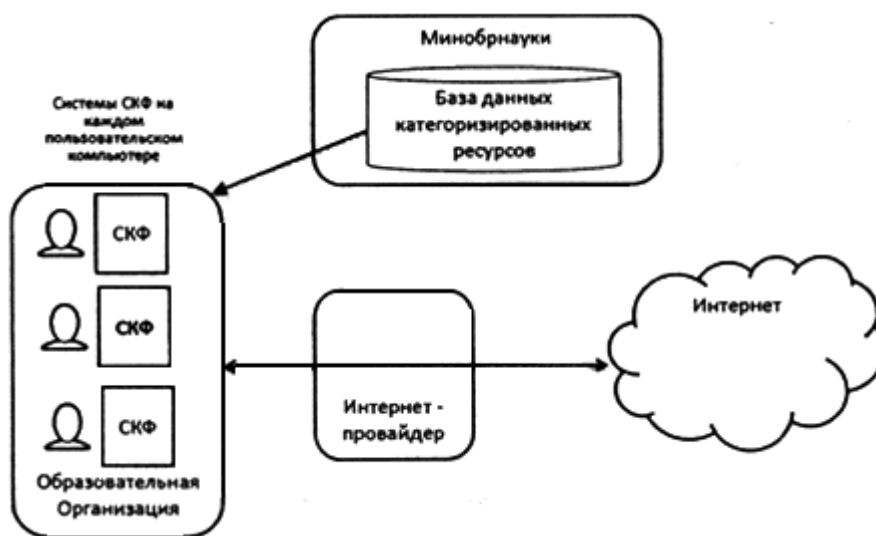 Минобрнауки
База данных
категоризированных
ресурсов
Системы СКФ на
каждом
пользовательском
компьютере
СКФ
СКФ
СКФ
Образовательная
Организация
Интернет -
провайдер
Интернет